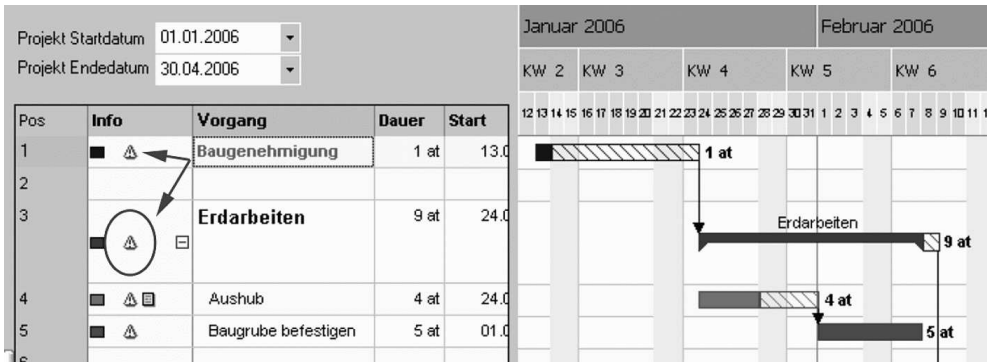 Projekt Startdatum 01.01.2006
Projekt Endedatum 30.04.2006
Januar 2006 Februar 2006
KW 2 KW 3 KW 4 KW 5 KW 6
12 13 14 15 16 17 18 19 20 21 22 23 24 25 26 27 28 29 30 31 1 2 3 4 5 6 7 8 9 10 11
Pos Info Vorgang Dauer Start
1 Baugenehmigung 1 at 13.0
1 at
2
3 Erdarbeiten 9 at 24.0
Erdarbeiten
9 at
4 Aushub 4 at 24.0
4 at
5 Baugrube befestigen 5 at 01.0
5 at